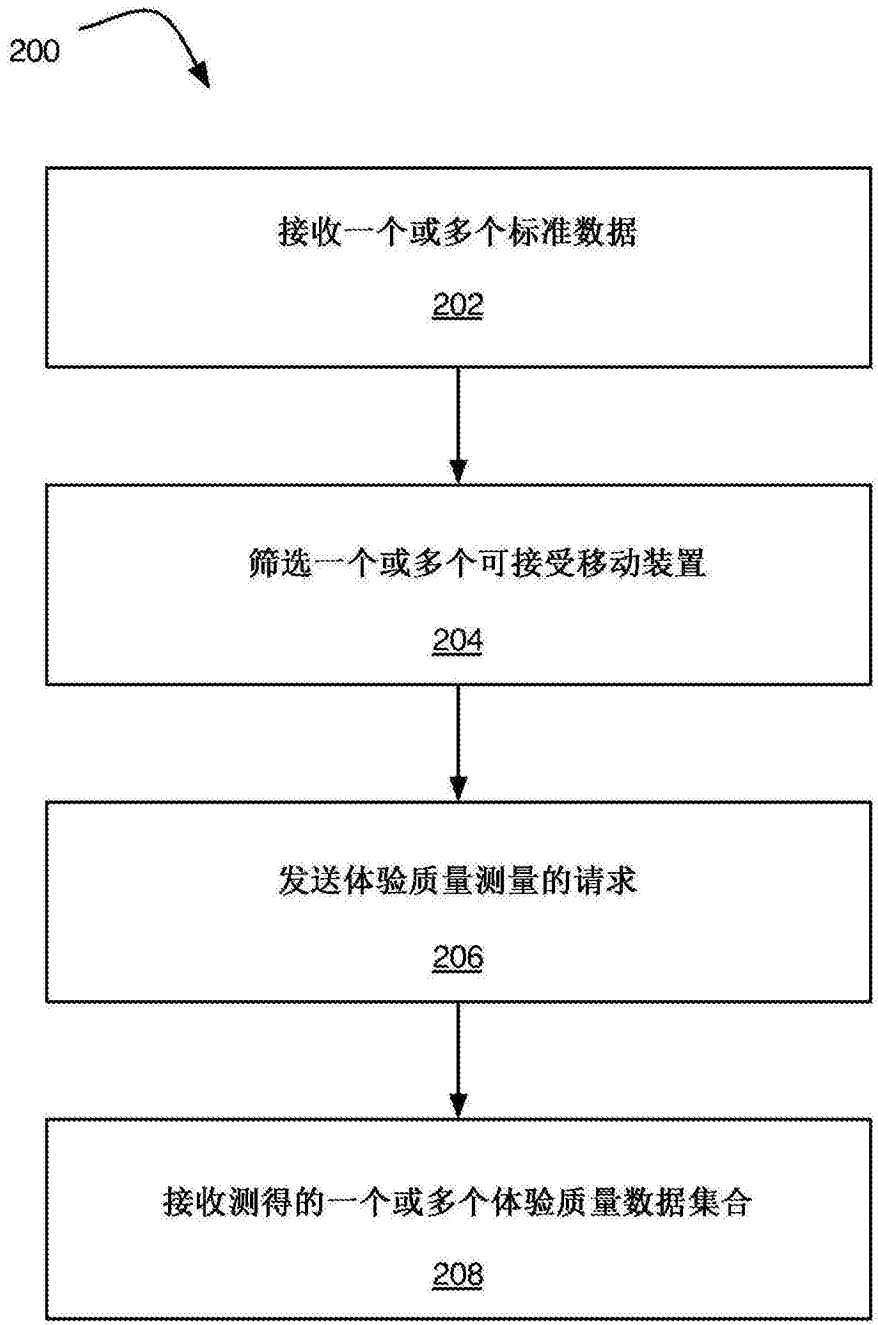 200
接收一个或多个标准数据
202
筛选一个或多个可接受移动装置
204
发送体验质量测量的请求
206
接收测得的一个或多个体验质量数据集合
208